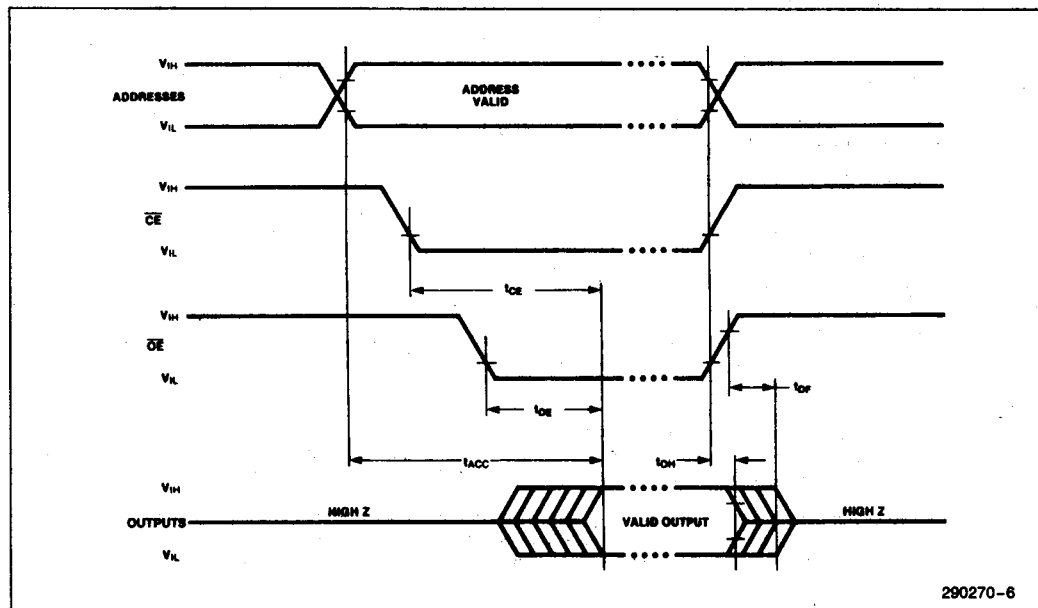 VIH
ADDRESSES
ADDRESS
VALID
VIL
VIH
CE
VIL
tCE
VIH
OE
VIL
tDF
tOE
tACC
tOH
VIH
OUTPUTS
HIGH Z
VALID OUTPUT
HIGH Z
VIL
290270-6